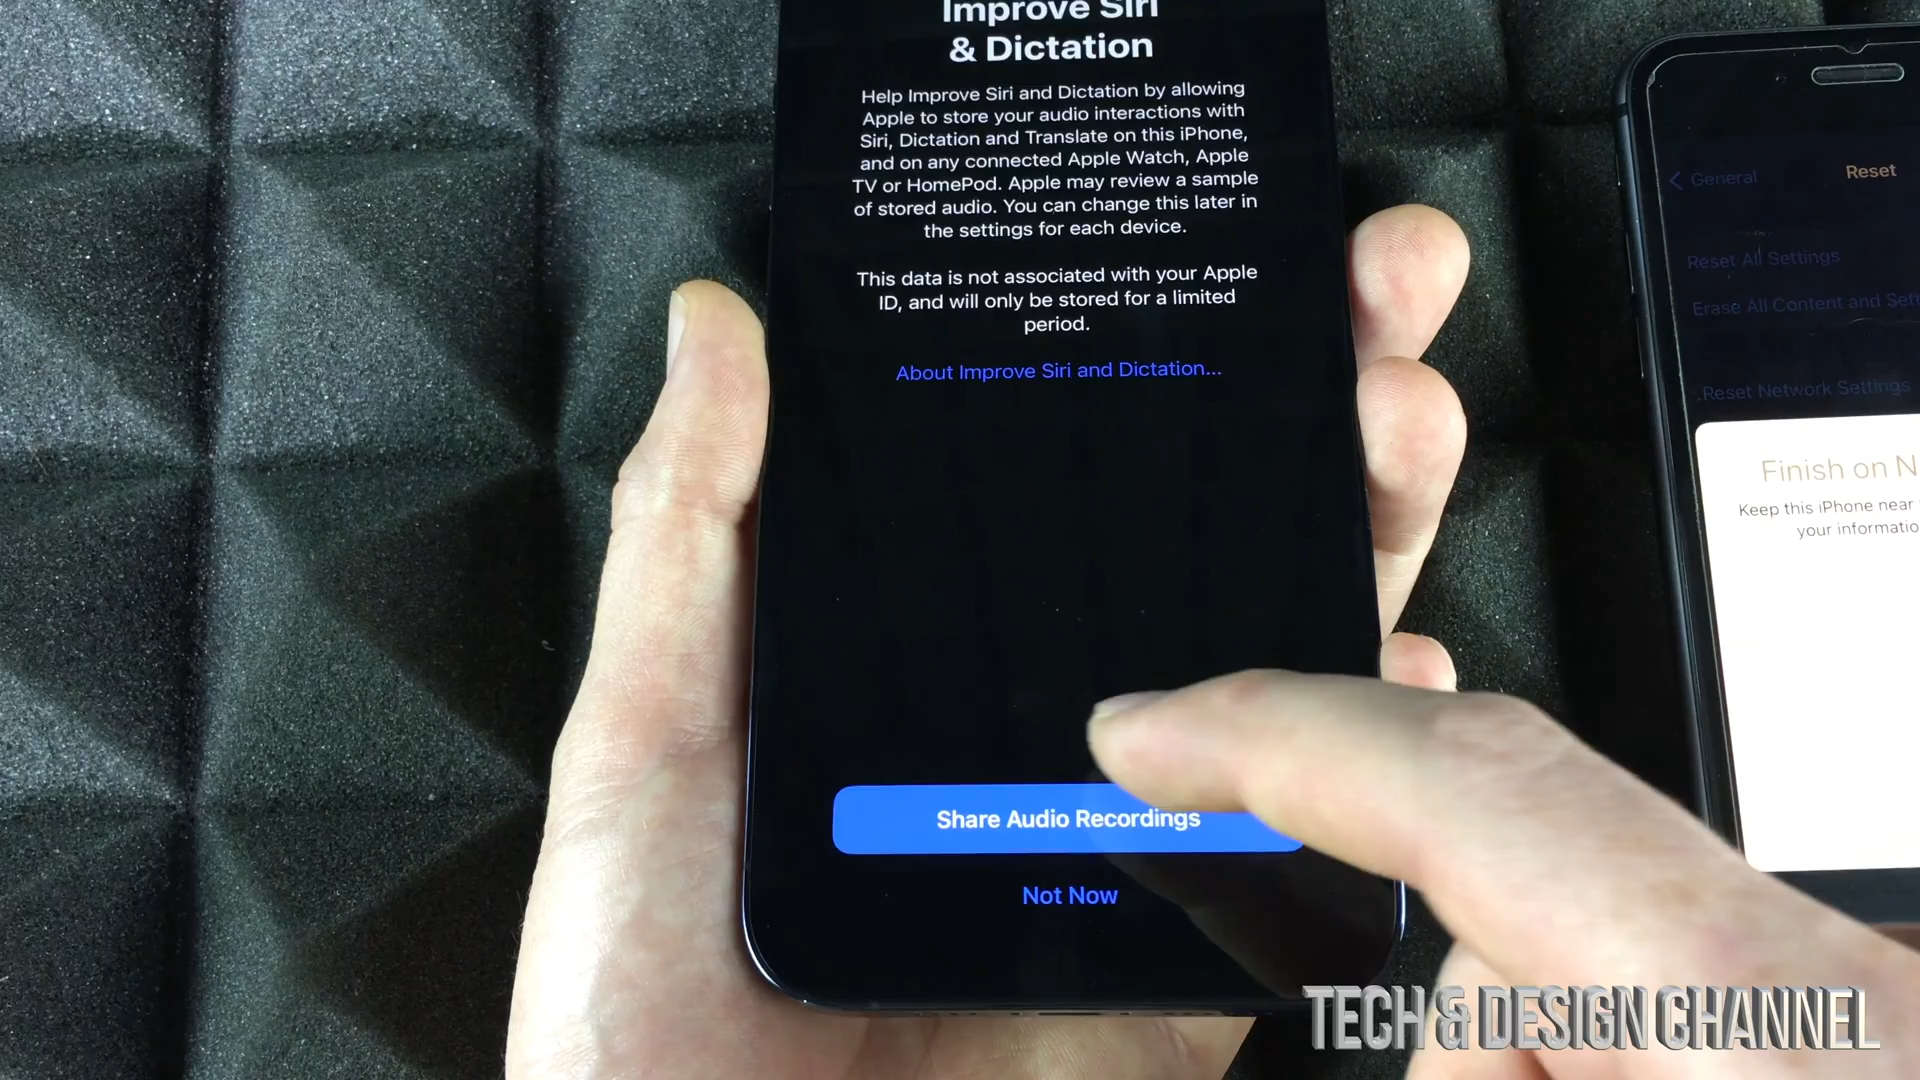 Improve Siri
& Dictation
Help Improve Siri and Dictation by allowing
Apple to store your audio interactions with
Siri, Dictation and Translate on this iPhone,
and on any connected Apple Watch, Apple
TV or HomePod. Apple may review a sample
of stored audio. You can change this later in
the settings for each device.
This data is not associated with your Apple
ID, and will only be stored for a limited
period.
About Improve Siri and Dictation...
Share Audio Recordings
Not Now
General
Reset
Reset All Settings
Erase All Content and Sett
Reset Network Settings
Finish on N
Keep this iPhone near
your informatio
TECH & DESIGN CHANNEL